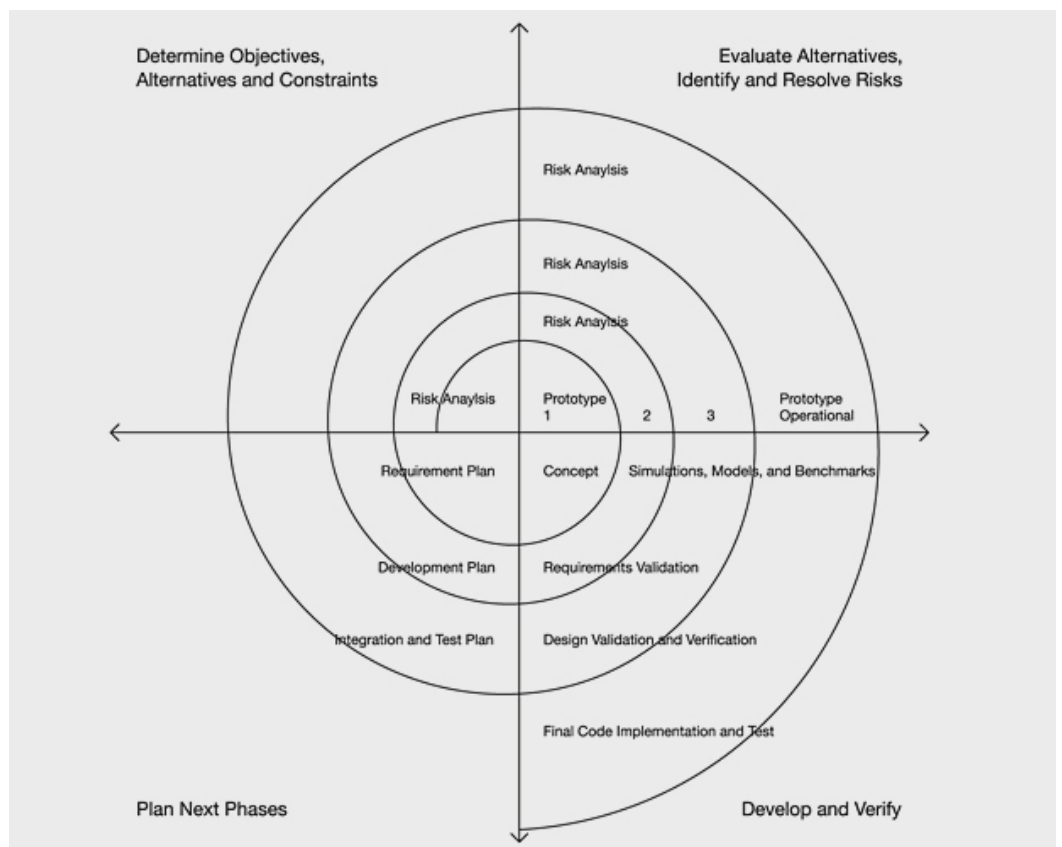 Determine Objectives,
Alternatives and Constraints
Evaluate Alternatives,
Identify and Resolve Risks
Risk Anaylsis
Risk Anaylsis
Risk Anaylsis
Risk Anaylsis
Prototype
1
2
3
Prototype
Operational
Requirement Plan
Concept
Simulations, Models, and Benchmarks
Development Plan
Requirements Validation
Integration and Test Plan
Design Validation and Verification
Final Code Implementation and Test
Plan Next Phases
Develop and Verify